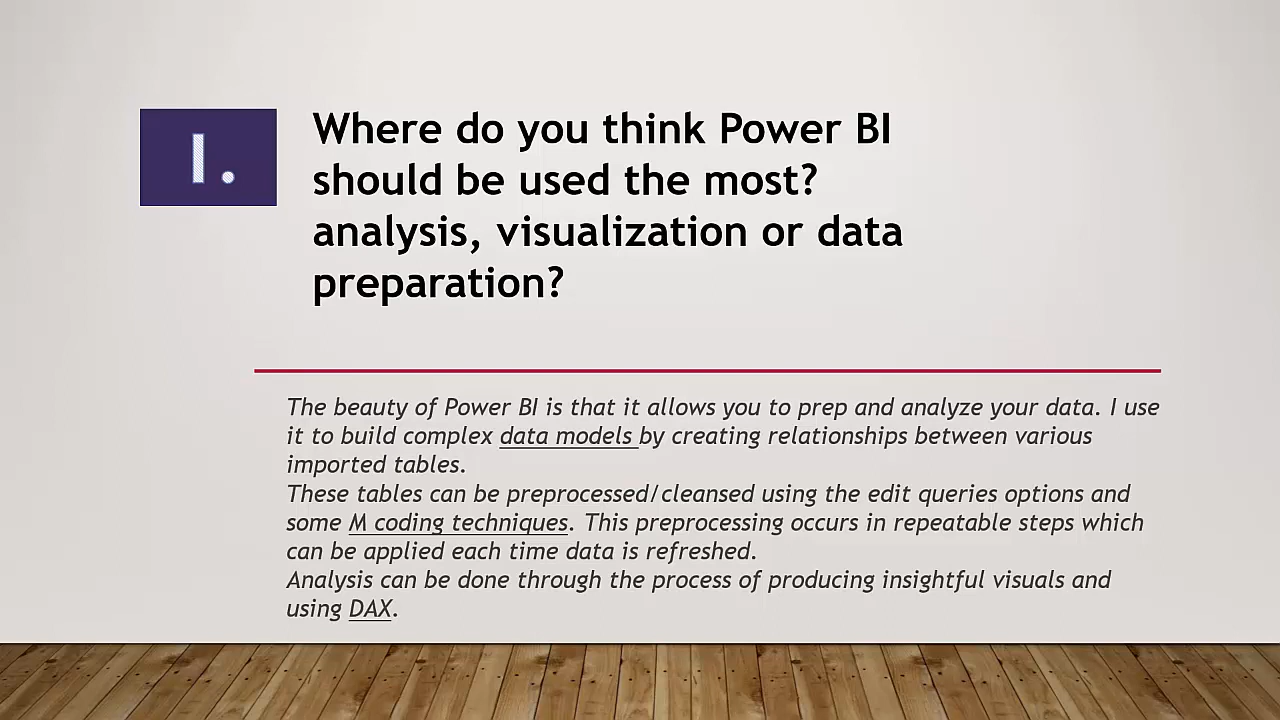 1.
Where do you think Power BI
should be used the most?
analysis, visualization or data
preparation?
The beauty of Power BI is that it allows you to prep and analyze your data. I use
it to build complex data models by creating relationships between various
imported tables.
These tables can be preprocessed/cleansed using the edit queries options and
some M coding techniques. This preprocessing occurs in repeatable steps which
can be applied each time data is refreshed.
Analysis can be done through the process of producing insightful visuals and
using DAX.